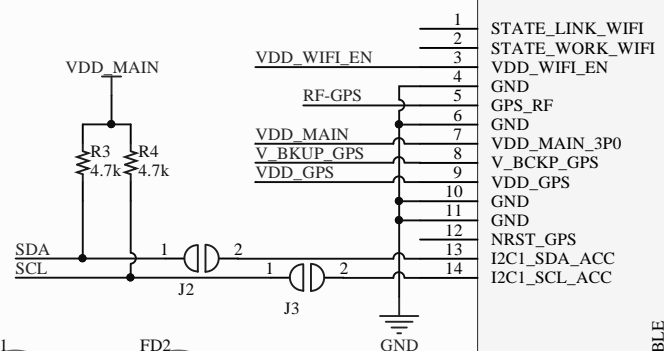 1 STATE_LINK_WIFI
2 STATE_WORK_WIFI
VDD_WIFI_EN 3 VDD_WIFI_EN
VDD_MAIN
4 GND
RF-GPS 5 GPS_RF
6 GND
VDD_MAIN 7 VDD_MAIN_3P0
R3 R4
V_BKUP_GPS 8 V_BCKP_GPS
4.7k 4.7k
VDD_GPS 9 VDD_GPS
10 GND
11 GND
12 NRST_GPS
SDA 1 2 13 I2C1_SDA_ACC
SCL 1 2 14 I2C1_SCL_ACC
J2
J3
GND
1 FD2
BLE